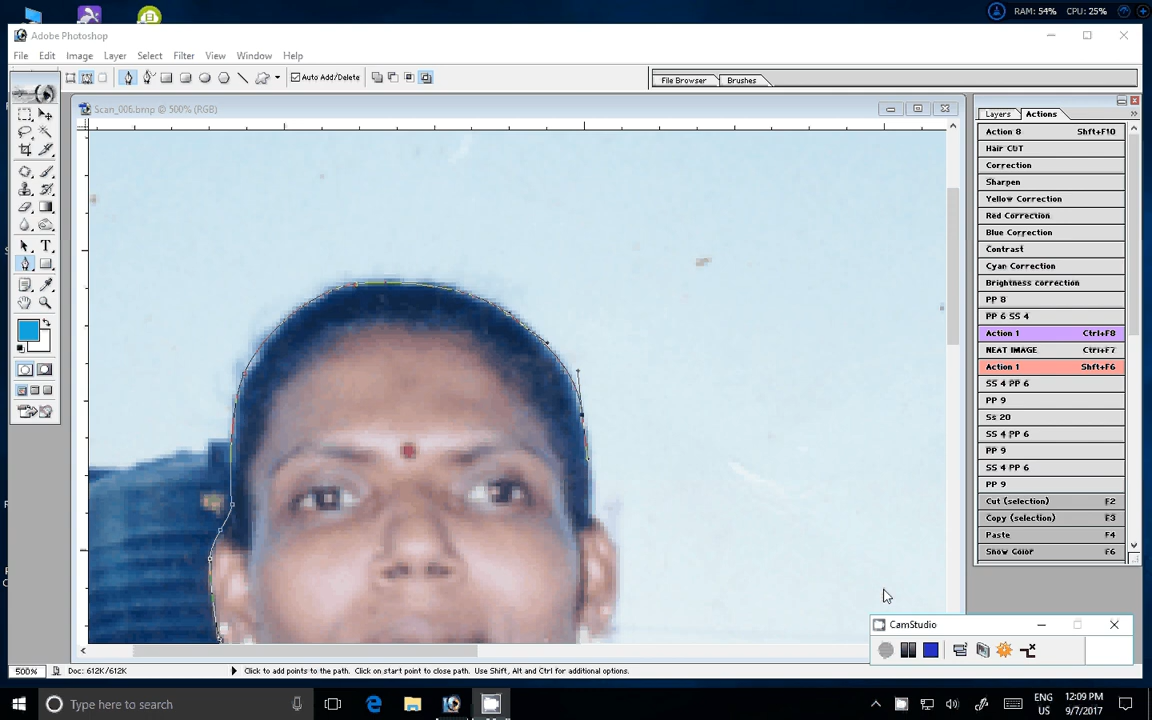 RAM: 54% CPU: 25%
Adobe Photoshop
File Edit Image Layer Select Filter View Window Help
Auto Add/Delete
File Browser Brushes
Scan_006.bmp @ 500% (RGB)
Layers Actions
Action 8 Shft+F10
Hair CUT
Correction
Sharpen
Yellow Correction
Red Correction
Blue Correction
Contrast
Cyan Correction
Brightness correction
PP 8
PP 6 SS 4
Action 1 Ctrl+F8
NEAT IMAGE Ctrl+F7
Action 1 Shft+F6
SS 4 PP 6
PP 9
Ss 20
SS 4 PP 6
PP 9
SS 4 PP 6
PP 9
Cut (selection) F2
Copy (selection) F3
Paste F4
Show Color F6
CamStudio
500% Doc: 612K/612K Click to add points to the path. Click on start point to close path. Use Shift, Alt and Ctrl for additional options.
Type here to search
ENG
US
12:09 PM
9/7/2017